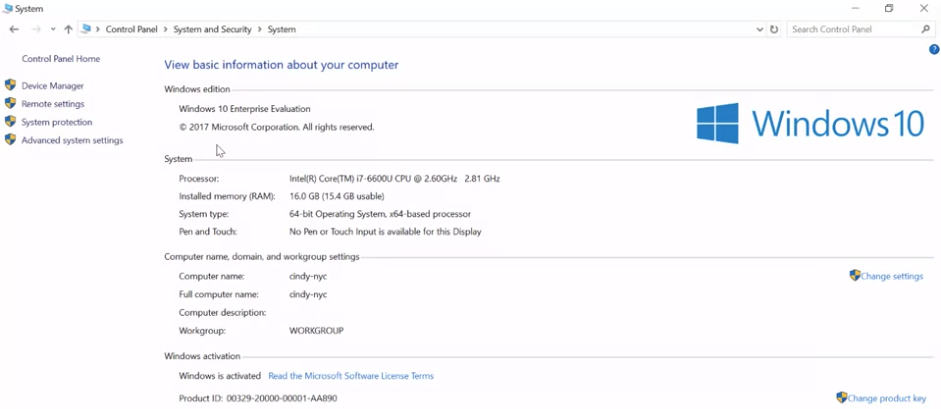 System
Control Panel > System and Security > System
Search Control Panel
Control Panel Home
Device Manager
Remote settings
System protection
Advanced system settings
View basic information about your computer
Windows edition
Windows 10 Enterprise Evaluation
© 2017 Microsoft Corporation. All rights reserved.
Windows 10
System
Processor: Intel(R) Core(TM) i7-6600U CPU @ 2.60GHz 2.81 GHz
Installed memory (RAM): 16.0 GB (15.4 GB usable)
System type: 64-bit Operating System, x64-based processor
Pen and Touch: No Pen or Touch Input is available for this Display
Computer name, domain, and workgroup settings
Computer name: cindy-nyc
Change settings
Full computer name: cindy-nyc
Computer description:
Workgroup: WORKGROUP
Windows activation
Windows is activated Read the Microsoft Software License Terms
Product ID: 00329-20000-00001-AA890
Change product key